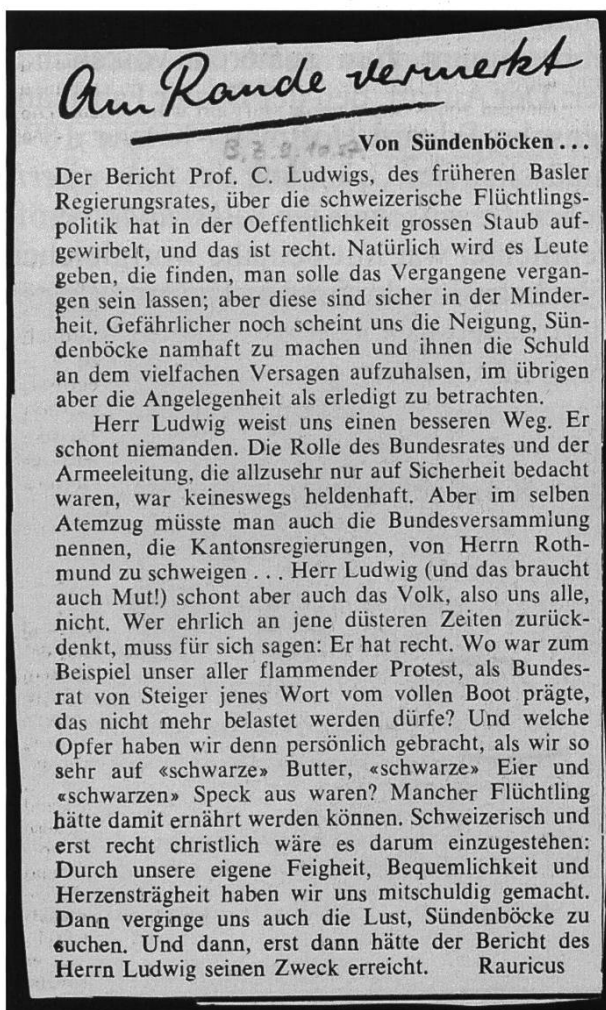 Am Rande vermerkt
Von Sündenböcken ...
Der Bericht Prof. C. Ludwigs, des früheren Basler
Regierungsrates, über die schweizerische Flüchtlings-
politik hat in der Oeffentlichkeit grossen Staub auf-
gewirbelt, und das ist recht. Natürlich wird es Leute
geben, die finden, man solle das Vergangene vergan-
gen sein lassen; aber diese sind sicher in der Minder-
heit. Gefährlicher noch scheint uns die Neigung, Sün-
denböcke namhaft zu machen und ihnen die Schuld
an dem vielfachen Versagen aufzuhalsen, im übrigen
aber die Angelegenheit als erledigt zu betrachten.
Herr Ludwig weist uns einen besseren Weg. Er
schont niemanden. Die Rolle des Bundesrates und der
Armeeleitung, die allzusehr nur auf Sicherheit bedacht
waren, war keineswegs heldenhaft. Aber im selben
Atemzug müsste man auch die Bundesversammlung
nennen, die Kantonsregierungen, von Herrn Roth-
mund zu schweigen ... Herr Ludwig (und das braucht
auch Mut!) schont aber auch das Volk, also uns alle,
nicht. Wer ehrlich an jene düsteren Zeiten zurück-
denkt, muss für sich sagen: Er hat recht. Wo war zum
Beispiel unser aller flammender Protest, als Bundes-
rat von Steiger jenes Wort vom vollen Boot prägte,
das nicht mehr belastet werden dürfe? Und welche
Opfer haben wir denn persönlich gebracht, als wir so
sehr auf «schwarze» Butter, «schwarze» Eier und
«schwarzen» Speck aus waren? Mancher Flüchtling
hätte damit ernährt werden können. Schweizerisch und
erst recht christlich wäre es darum einzugestehen:
Durch unsere eigene Feigheit, Bequemlichkeit und
Herzensträgheit haben wir uns mitschuldig gemacht.
Dann verginge uns auch die Lust, Sündenböcke zu
suchen. Und dann, erst dann hätte der Bericht des
Herrn Ludwig seinen Zweck erreicht. Rauricus